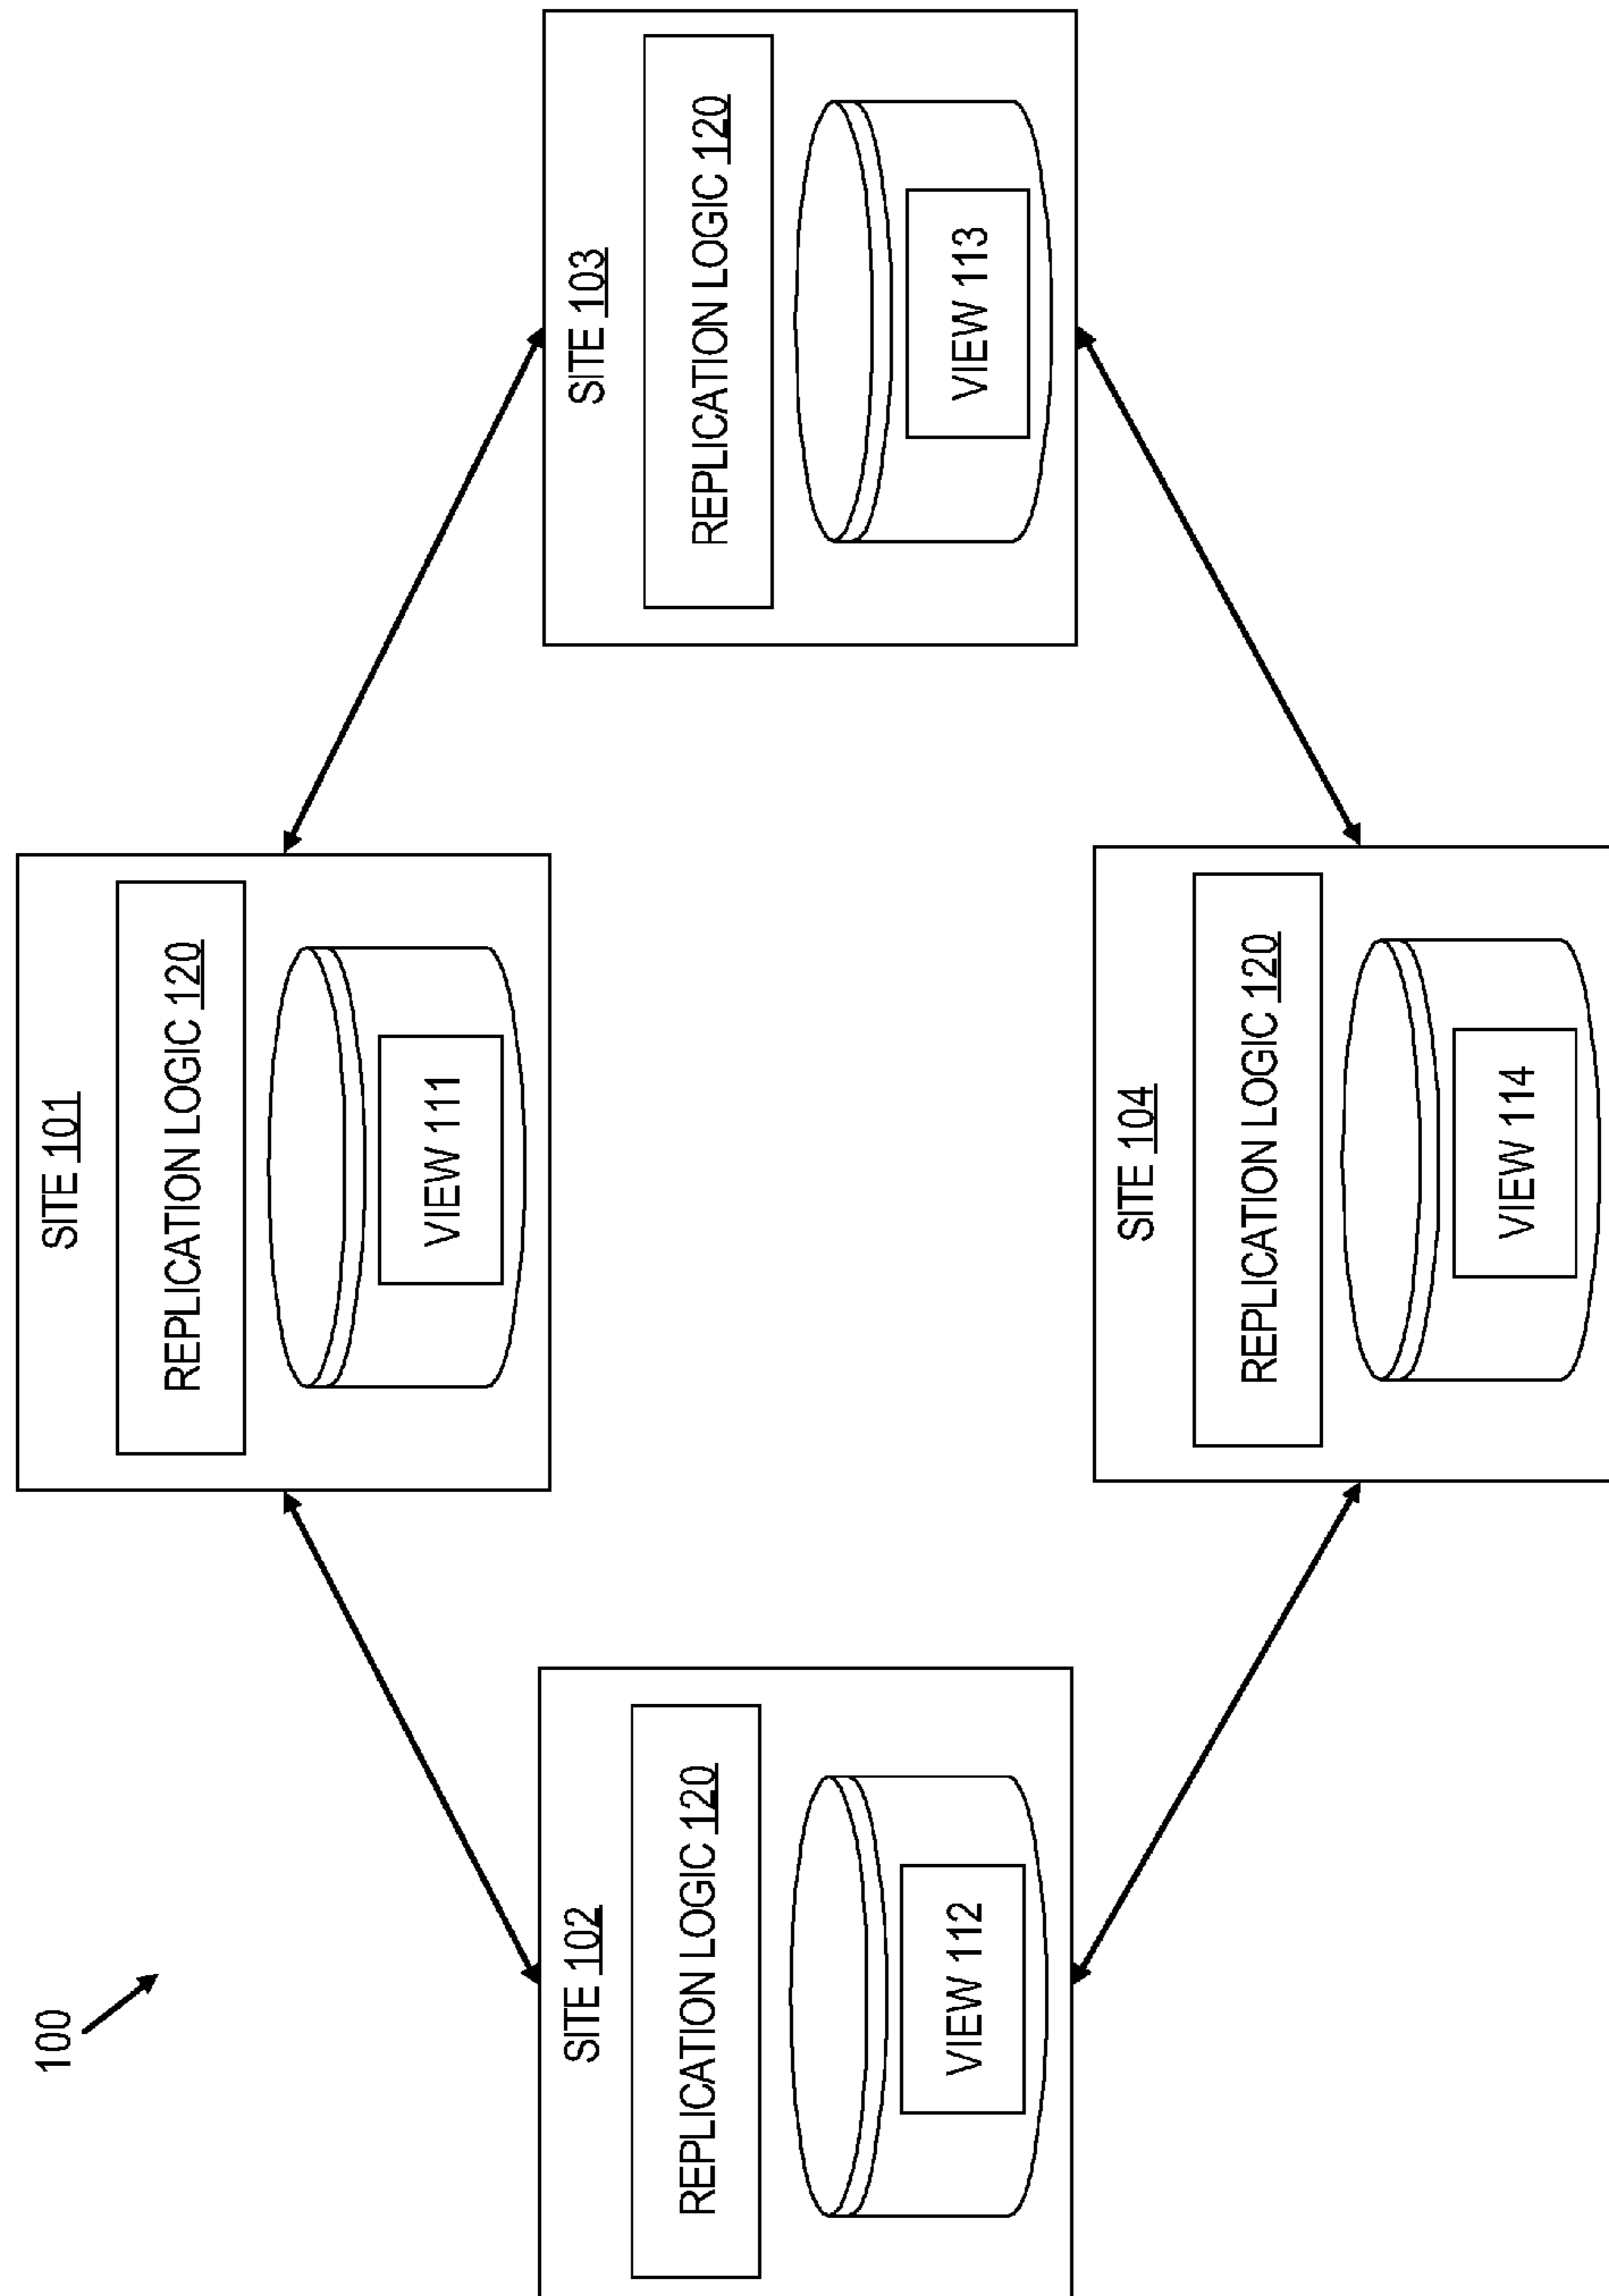 100
SITE 101
REPLICATION LOGIC 120
VIEW 111
SITE 102
REPLICATION LOGIC 120
VIEW 112
SITE 103
REPLICATION LOGIC 120
VIEW 113
SITE 104
REPLICATION LOGIC 120
VIEW 114